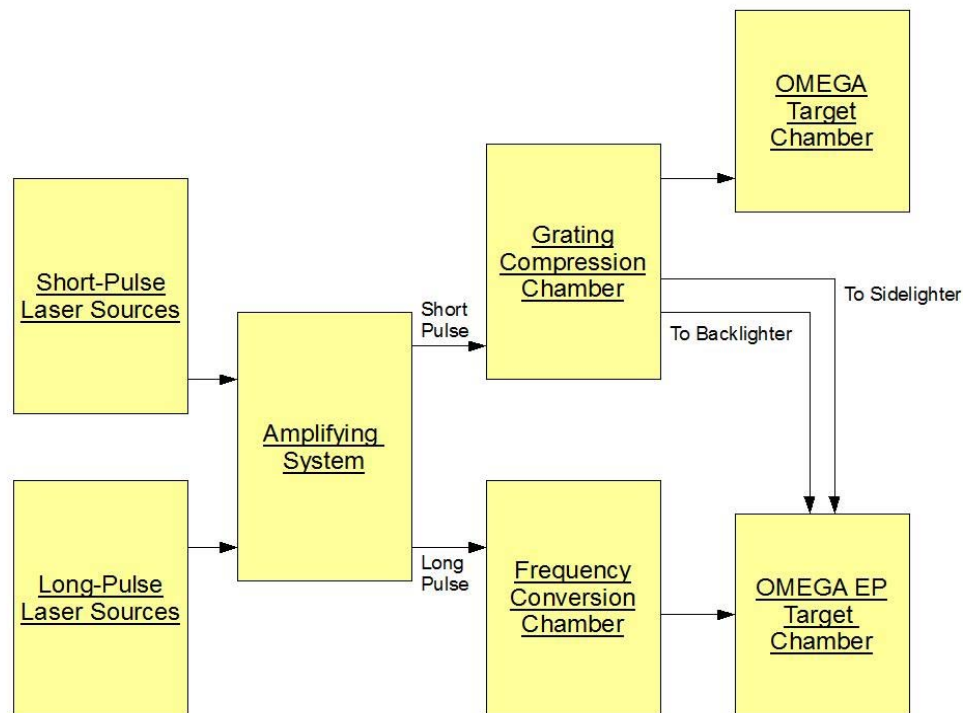 OMEGA
Target
Chamber
Grating
Compression
Chamber
Short-Pulse
Laser Sources
Short
Pulse
To Sidelighter
To Backlighter
Amplifying
System
Long-Pulse
Laser Sources
Long
Pulse
Frequency
Conversion
Chamber
OMEGA EP
Target
Chamber